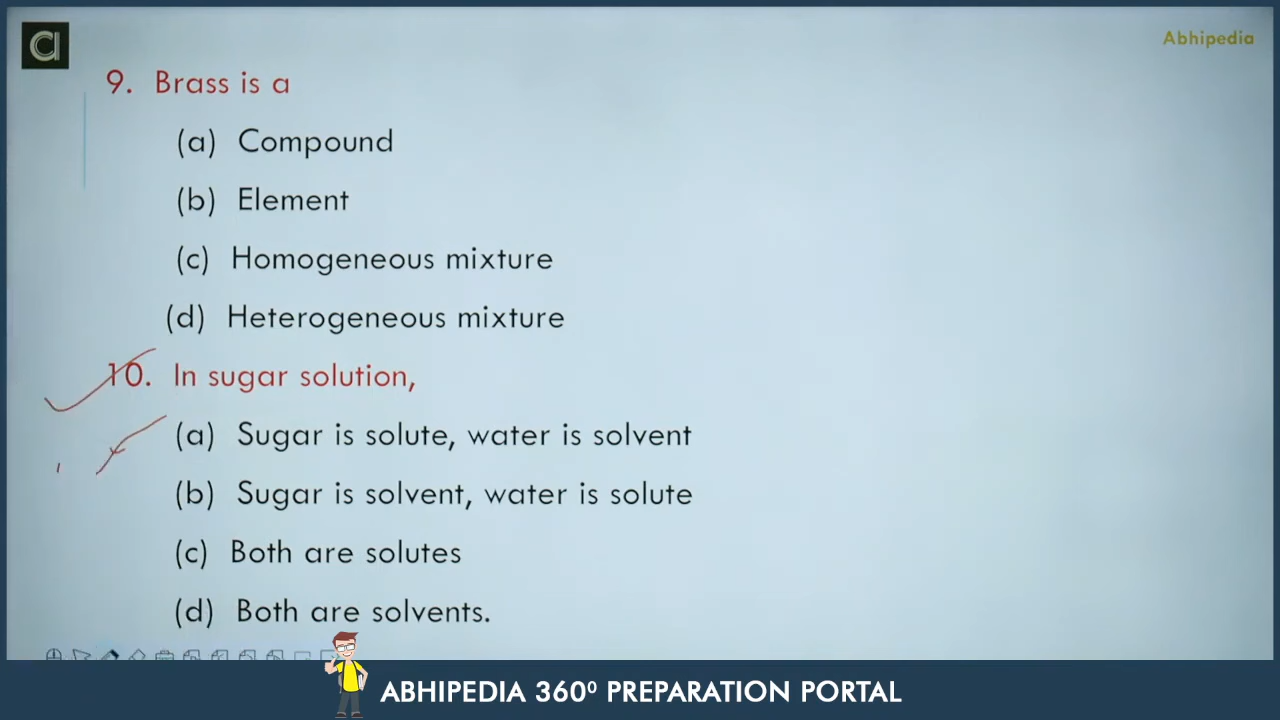 a
Abhipedia
9. Brass is a
(a) Compound
(b) Element
(c) Homogeneous mixture
(d) Heterogeneous mixture
10. In sugar solution,
(a) Sugar is solute, water is solvent
(b) Sugar is solvent, water is solute
(c) Both are solutes
(d) Both are solvents.
ABHIPEDIA 360⁰ PREPARATION PORTAL